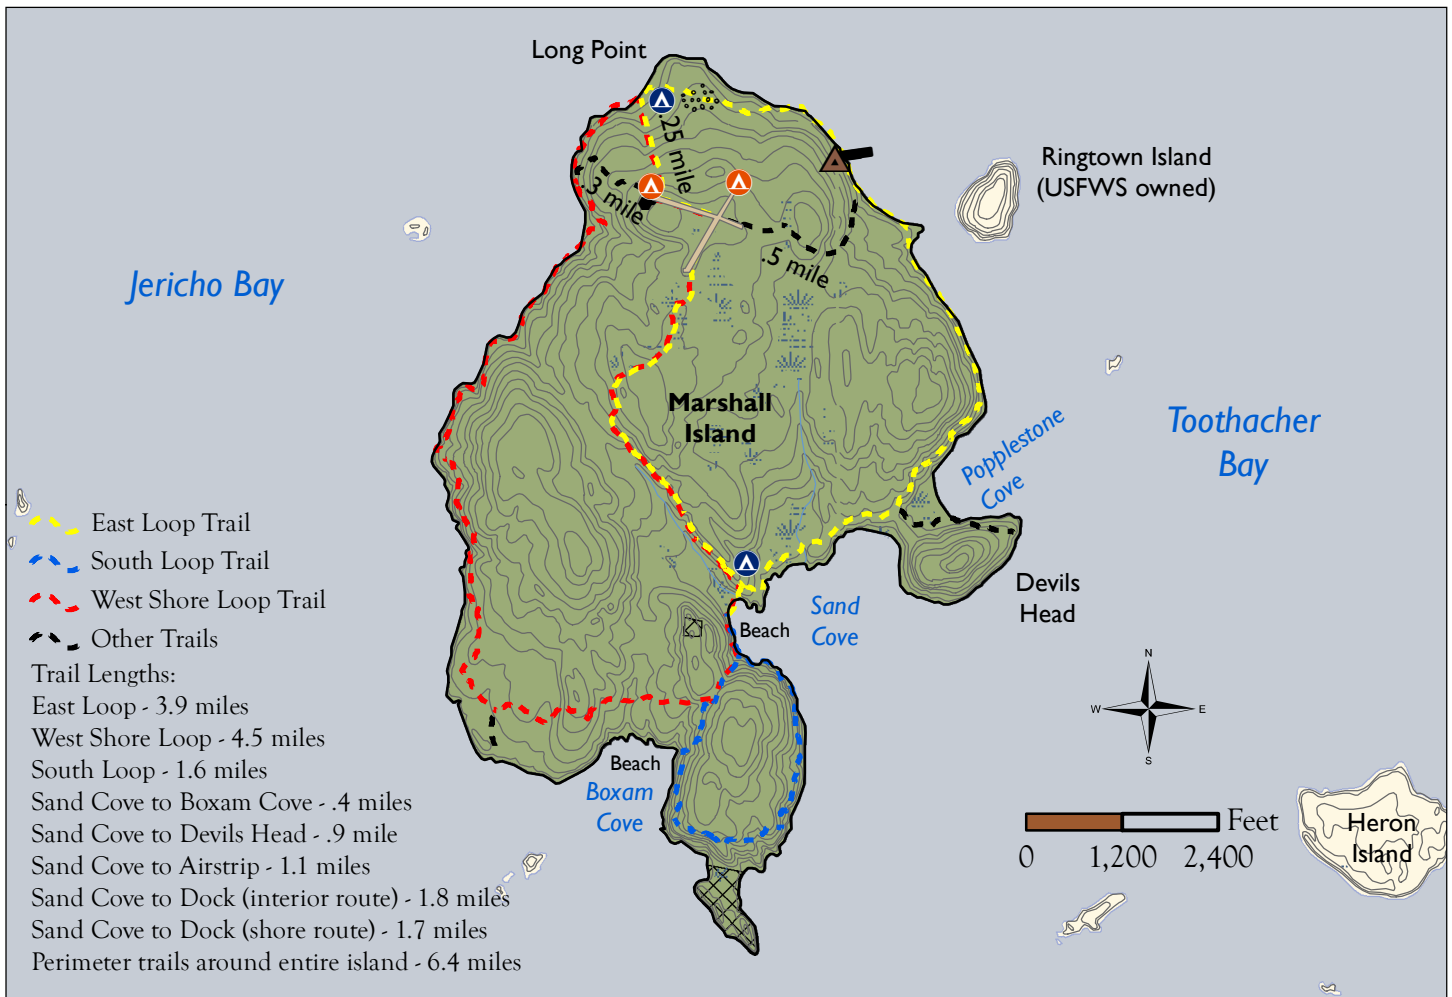 Long Point
.25 mile
.3 mile
.5 mile
Ringtown Island
(USFWS owned)
Jericho Bay
Marshall
Island
Toothacher
Bay
Popplestone
Cove
Devils
Head
Sand
Cove
Beach
Beach
Boxam
Cove
East Loop Trail
South Loop Trail
West Shore Loop Trail
Other Trails
Trail Lengths:
East Loop - 3.9 miles
West Shore Loop - 4.5 miles
South Loop - 1.6 miles
Sand Cove to Boxam Cove - .4 miles
Sand Cove to Devils Head - .9 mile
Sand Cove to Airstrip - 1.1 miles
Sand Cove to Dock (interior route) - 1.8 miles
Sand Cove to Dock (shore route) - 1.7 miles
Perimeter trails around entire island - 6.4 miles
N
W E
S
Feet
0 1,200 2,400
Heron
Island